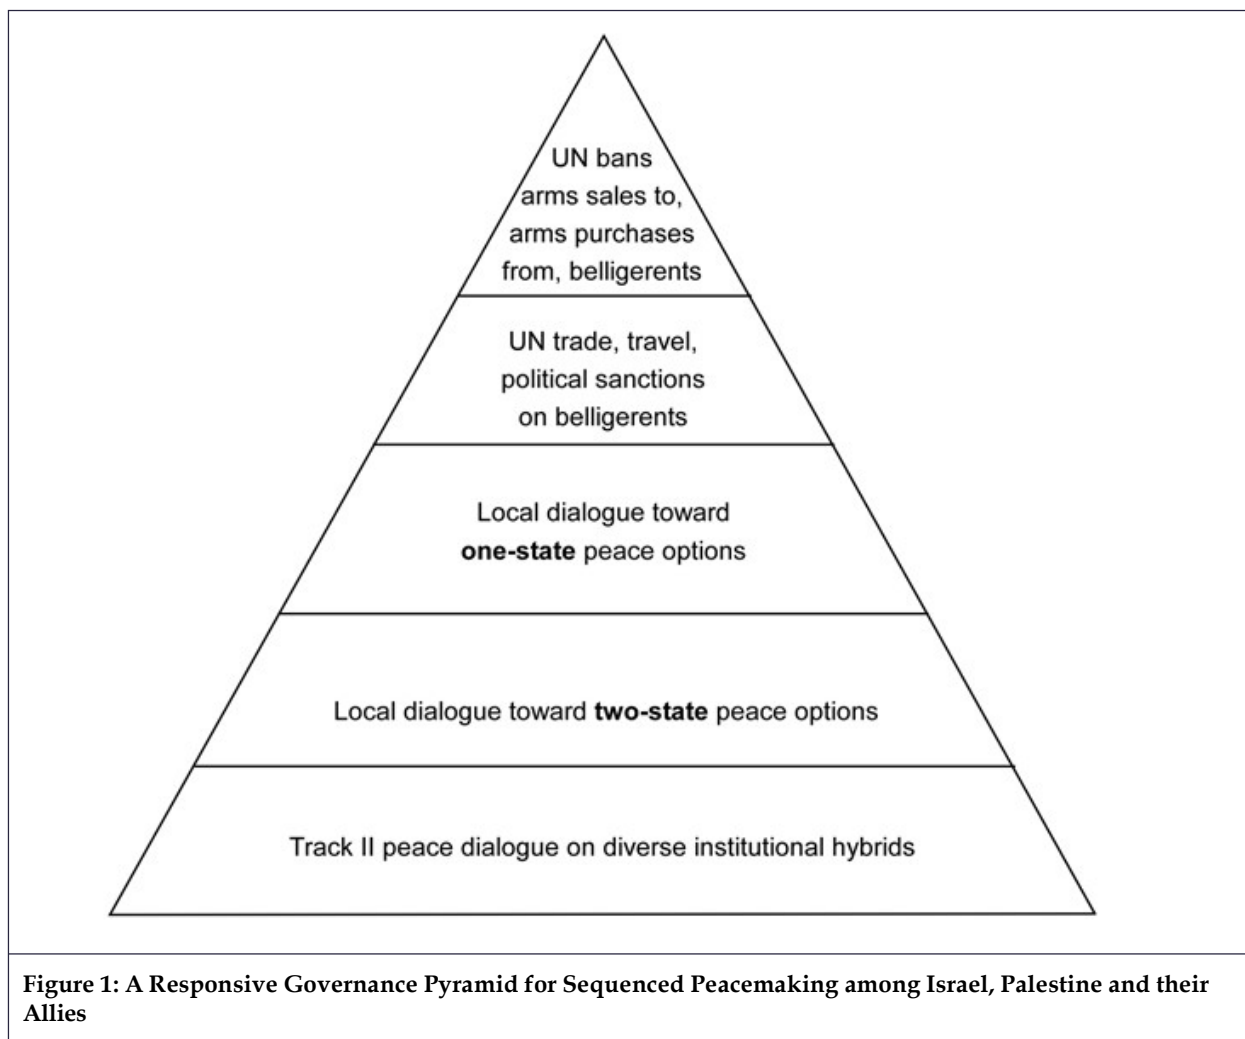 UN bans
arms sales to,
arms purchases
from, belligerents
UN trade, travel,
political sanctions
on belligerents
Local dialogue toward
one-state peace options
Local dialogue toward two-state peace options
Track II peace dialogue on diverse institutional hybrids
Figure 1: A Responsive Governance Pyramid for Sequenced Peacemaking among Israel, Palestine and their
Allies